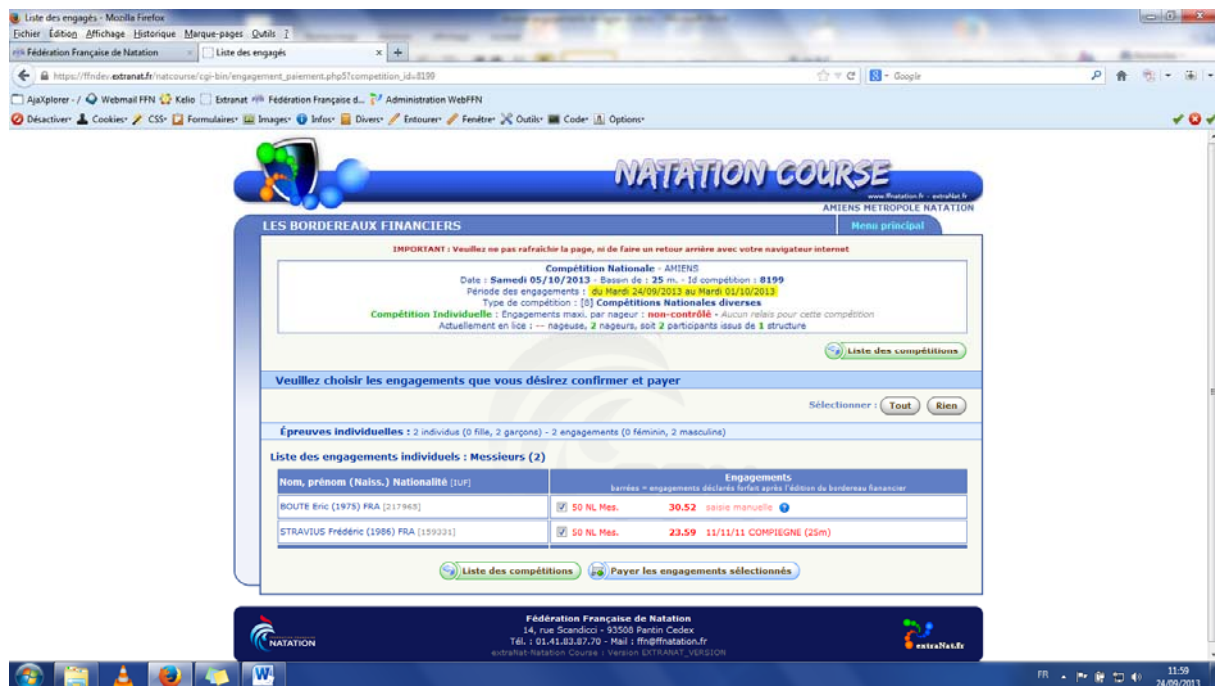 Liste des engagés - Mozilla Firefox
Fichier Édition Affichage Historique Marque-pages Outils ?
Fédération Française de Natation × Liste des engagés × +
https://ffndev.extranat.fr/natcourse/cgi-bin/engagement_paiement.php5?competition_id=8199
Google
AjaXplorer - / Webmail FFN Kelio Extranat Fédération Française d... Administration WebFFN
Désactiver Cookies CSS Formulaires Images Infos Divers Entourer Fenêtre Outils Code Options
NATATION COURSE
www.ffnatation.fr - extraNat.fr
AMIENS METROPOLE NATATION
LES BORDEREAUX FINANCIERS
Menu principal
IMPORTANT : Veuillez ne pas rafraîchir la page, ni de faire un retour arrière avec votre navigateur internet
Compétition Nationale - AMIENS
Date : Samedi 05/10/2013 - Bassin de : 25 m. - Id compétition : 8199
Période des engagements : du Mardi 24/09/2013 au Mardi 01/10/2013
Type de compétition : [8] Compétitions Nationales diverses
Compétition Individuelle : Engagements maxi. par nageur : non-contrôlé - Aucun relais pour cette compétition
Actuellement en lice : -- nageuse, 2 nageurs, soit 2 participants issus de 1 structure
Liste des compétitions
Veuillez choisir les engagements que vous désirez confirmer et payer
Sélectionner : Tout Rien
Épreuves individuelles : 2 individus (0 fille, 2 garçons) - 2 engagements (0 féminin, 2 masculins)
Liste des engagements individuels : Messieurs (2)
Nom, prénom (Naiss.) Nationalité [IUF]
Engagements
barrées = engagements déclarés forfait après l'édition du bordereau fianancier
BOUTE Eric (1975) FRA [217965] 50 NL Mes. 30.52 saisie manuelle ?
STRAVIUS Frédéric (1986) FRA [159331] 50 NL Mes. 23.59 11/11/11 COMPIEGNE (25m)
Liste des compétitions Payer les engagements sélectionnés
NATATION
Fédération Française de Natation
14, rue Scandicci - 93508 Pantin Cedex
Tél. : 01.41.83.87.70 - Mail : ffn@ffnatation.fr
extraNat-Natation Course : Version EXTRANAT_VERSION
extraNat.fr
FR
11:59
24/09/2013